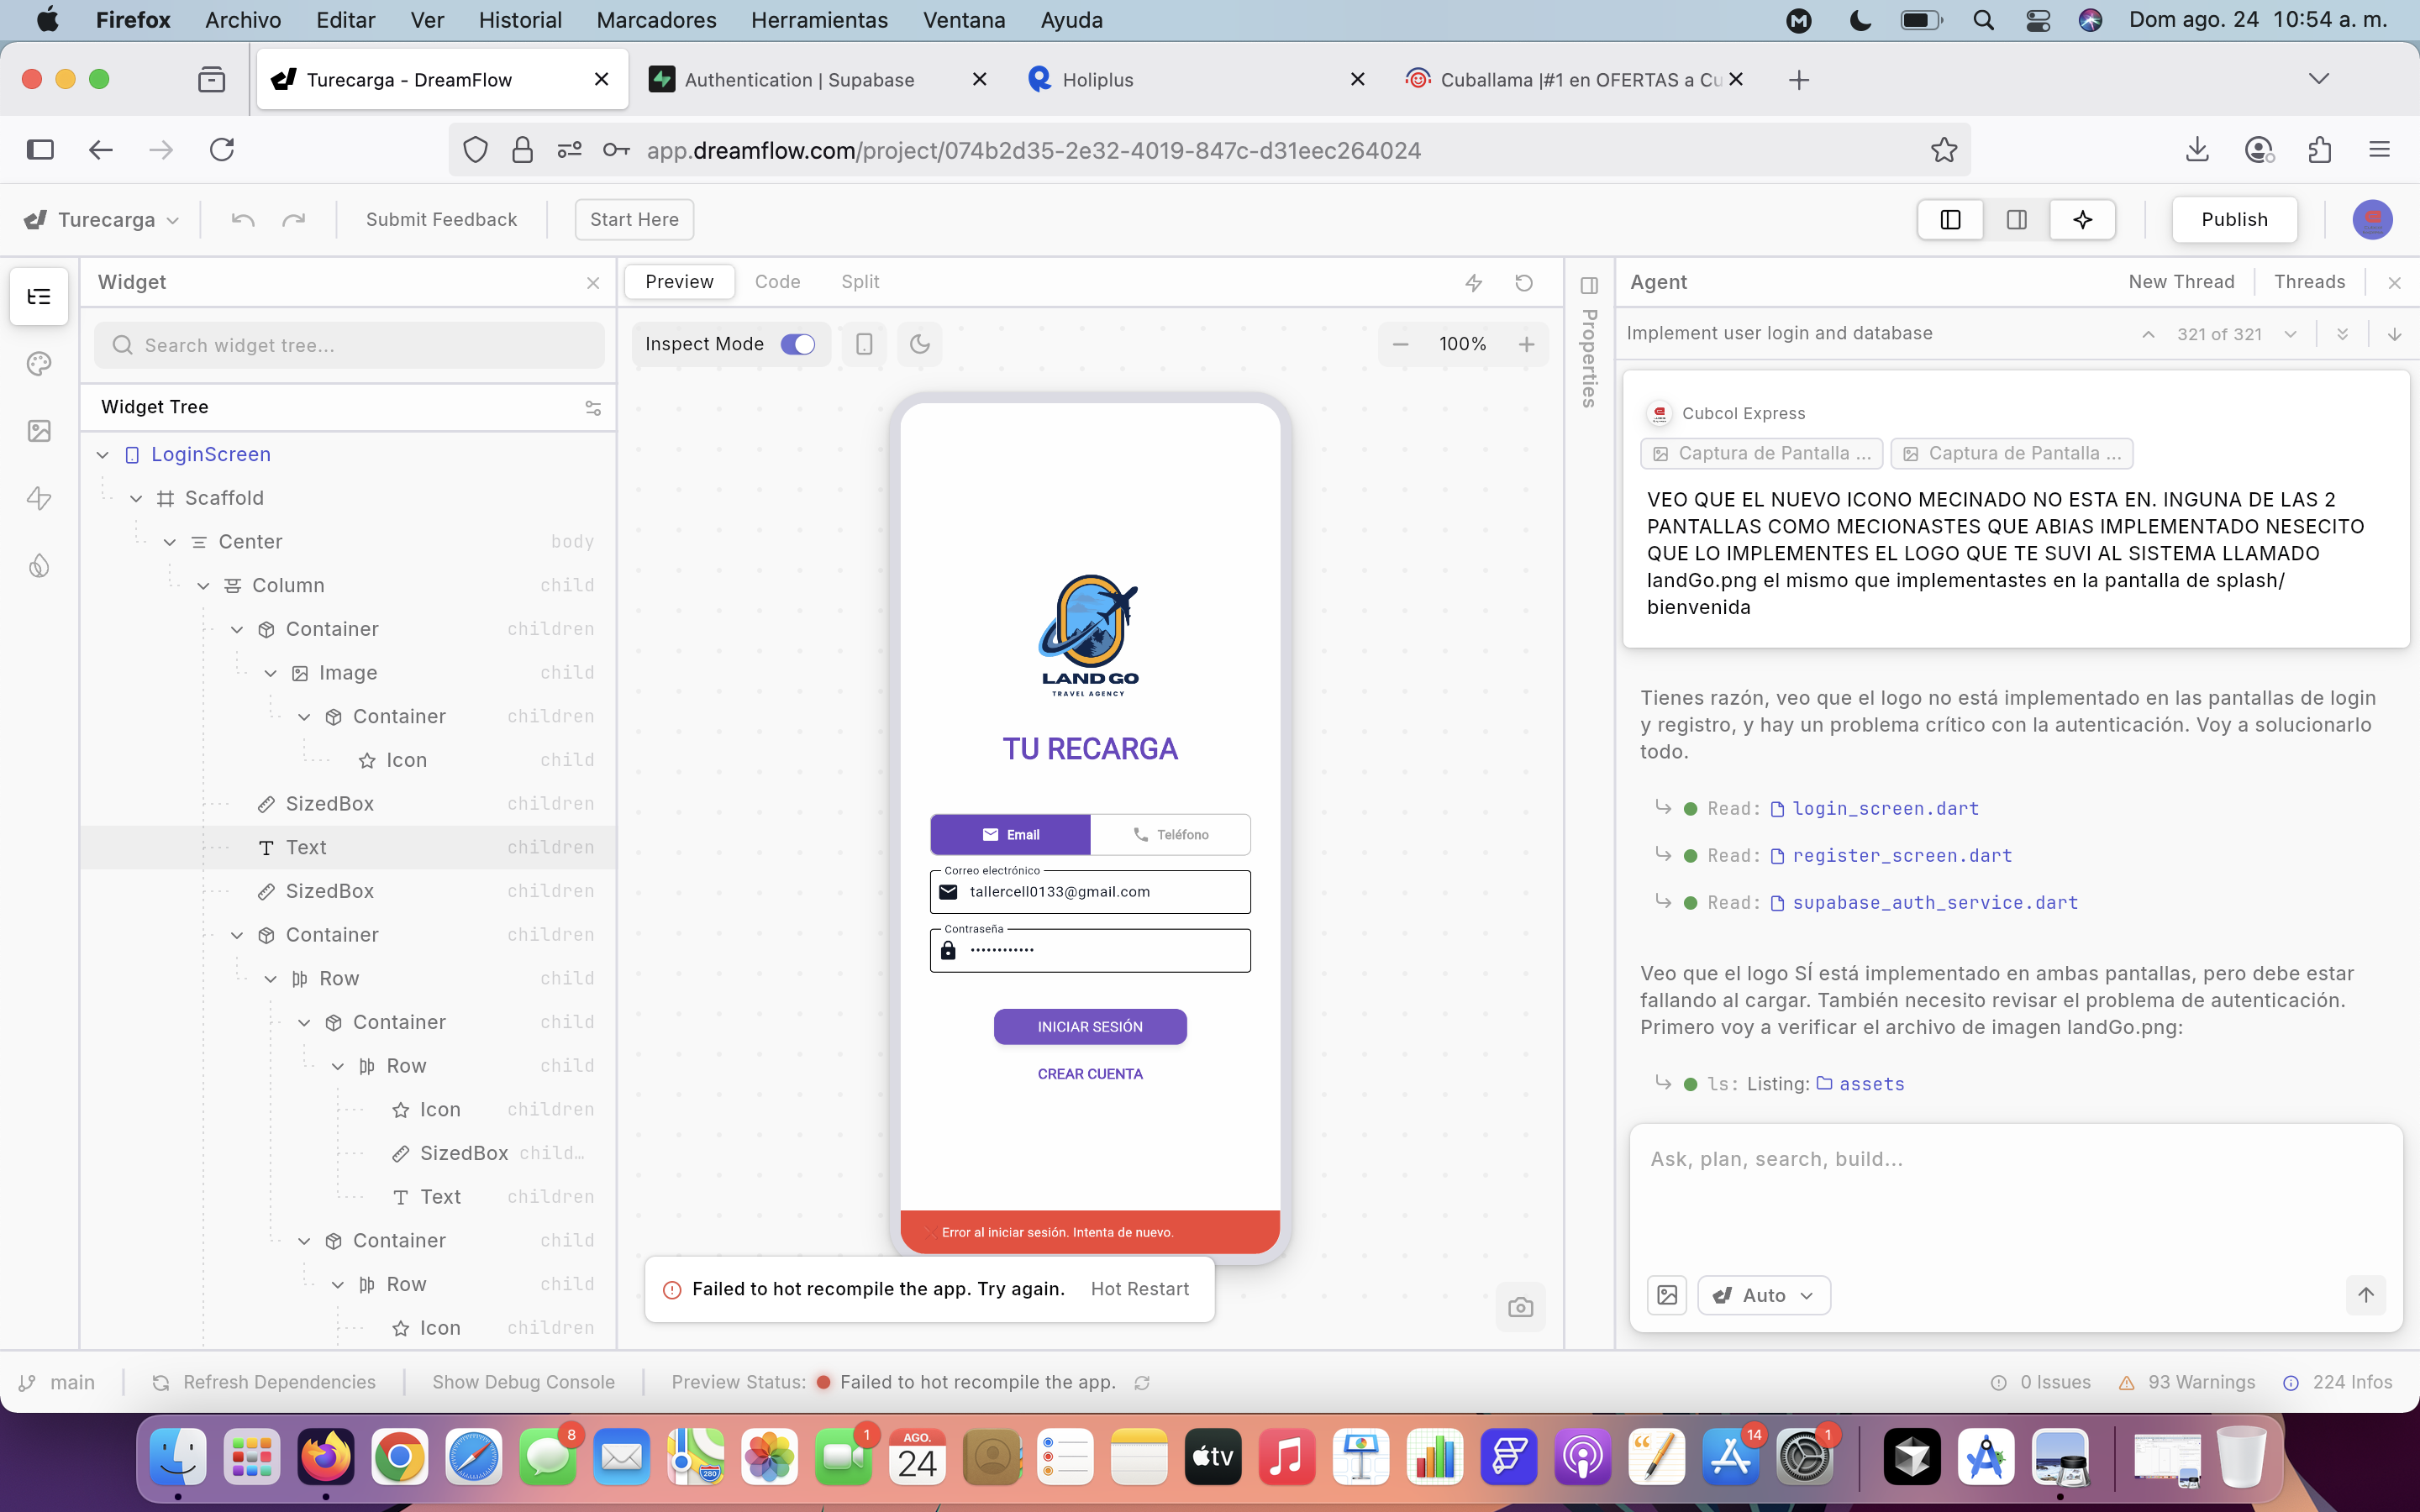 Firefox Archivo Editar Ver Historial Marcadores Herramientas Ventana Ayuda Dom ago. 24 10:54 a. m.
Turecarga - DreamFlow
Authentication | Supabase
Holiplus
Cuballama |#1 en OFERTAS a Cu
app.dreamflow.com/project/074b2d35-2e32-4019-847c-d31eec264024
Turecarga
Submit Feedback
Start Here
Publish
Widget
Search widget tree...
Widget Tree
LoginScreen
Scaffold
Center body
Column child
Container children
Image child
Container children
Icon child
SizedBox children
Text children
SizedBox children
Container children
Row child
Container child
Row child
Icon children
SizedBox child...
Text children
Container child
Row child
Icon children
Preview Code Split
Inspect Mode
100%
LAND GO
TRAVEL AGENCY
TU RECARGA
Email
Teléfono
Correo electrónico
tallercell0133@gmail.com
Contraseña
••••••••••••
INICIAR SESIÓN
CREAR CUENTA
Error al iniciar sesión. Intenta de nuevo.
Failed to hot recompile the app. Try again. Hot Restart
Properties
Agent
New Thread
Threads
Implement user login and database
321 of 321
Cubcol Express
Captura de Pantalla ...
Captura de Pantalla ...
VEO QUE EL NUEVO ICONO MECINADO NO ESTA EN. INGUNA DE LAS 2
PANTALLAS COMO MECIONASTES QUE ABIAS IMPLEMENTADO NESECITO
QUE LO IMPLEMENTES EL LOGO QUE TE SUVI AL SISTEMA LLAMADO
landGo.png el mismo que implementastes en la pantalla de splash/
bienvenida
Tienes razón, veo que el logo no está implementado en las pantallas de login
y registro, y hay un problema crítico con la autenticación. Voy a solucionarlo
todo.
Read: login_screen.dart
Read: register_screen.dart
Read: supabase_auth_service.dart
Veo que el logo SÍ está implementado en ambas pantallas, pero debe estar
fallando al cargar. También necesito revisar el problema de autenticación.
Primero voy a verificar el archivo de imagen landGo.png:
ls: Listing: assets
Ask, plan, search, build...
Auto
main
Refresh Dependencies
Show Debug Console
Preview Status: Failed to hot recompile the app.
0 Issues
93 Warnings
224 Infos
8
280
1
AGO.
24
tv
14
1